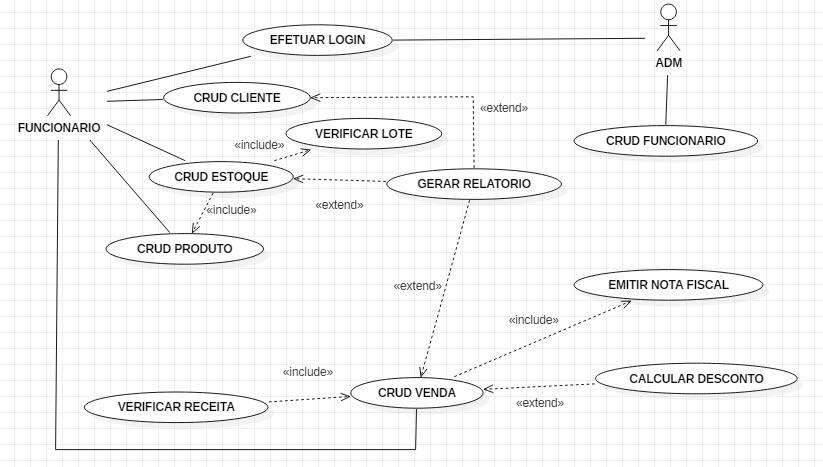 EFETUAR LOGIN
ADM
CRUD CLIENTE
«extend»
FUNCIONARIO
VERIFICAR LOTE
CRUD FUNCIONARIO
«include»
CRUD ESTOQUE
GERAR RELATORIO
«include»
«extend»
CRUD PRODUTO
«extend»
EMITIR NOTA FISCAL
«include»
«include»
CALCULAR DESCONTO
CRUD VENDA
«extend»
VERIFICAR RECEITA